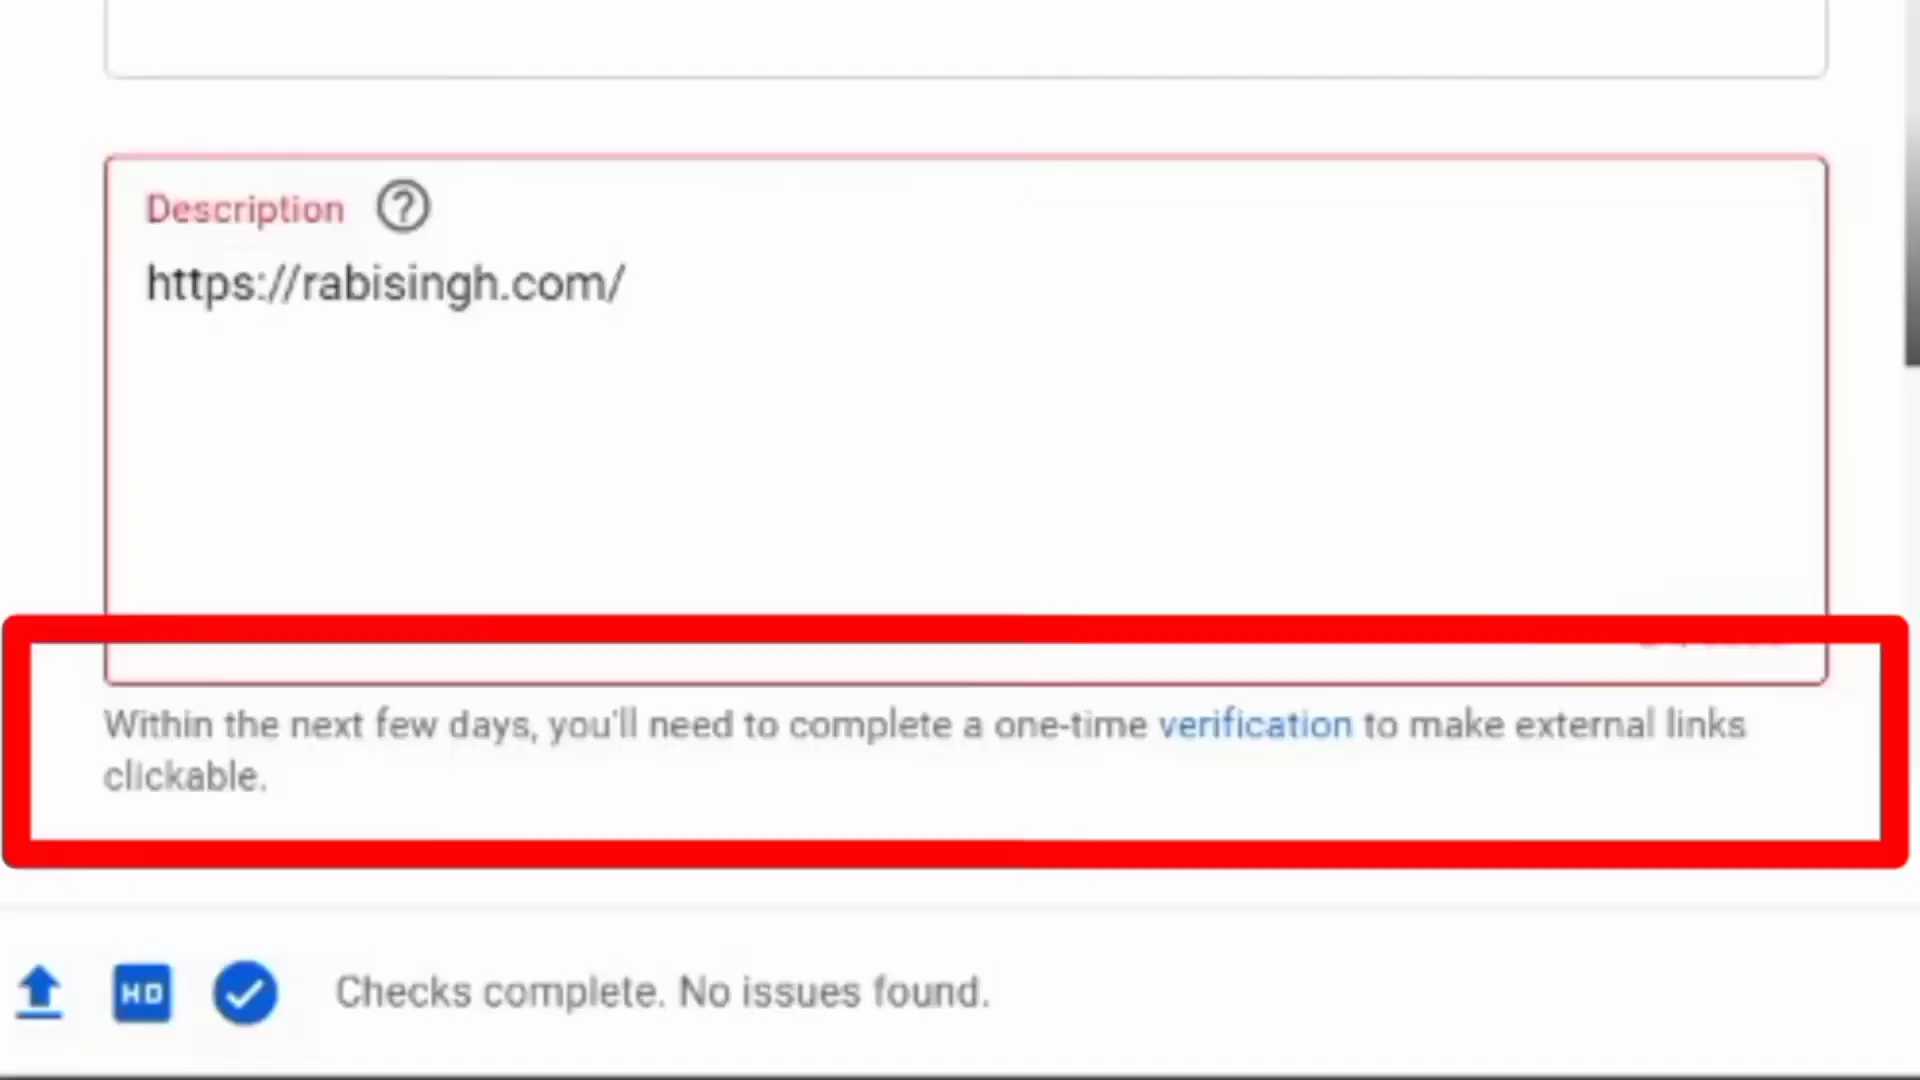 Description
https://rabisingh.com/
Within the next few days, you'll need to complete a one-time verification to make external links
clickable.
HD
Checks complete. No issues found.